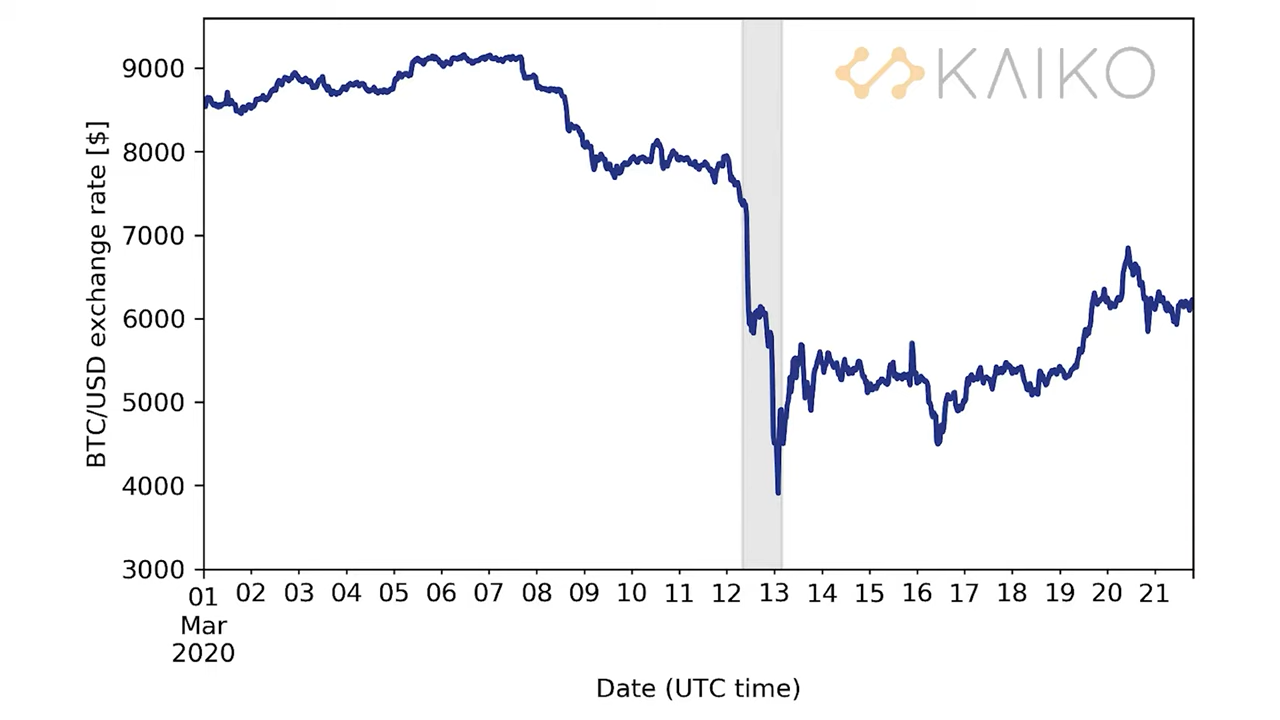 KAIKO
BTC/USD exchange rate [$]
9000
8000
7000
6000
5000
4000
3000
01 02 03 04 05 06 07 08 09 10 11 12 13 14 15 16 17 18 19 20 21
Mar
2020
Date (UTC time)